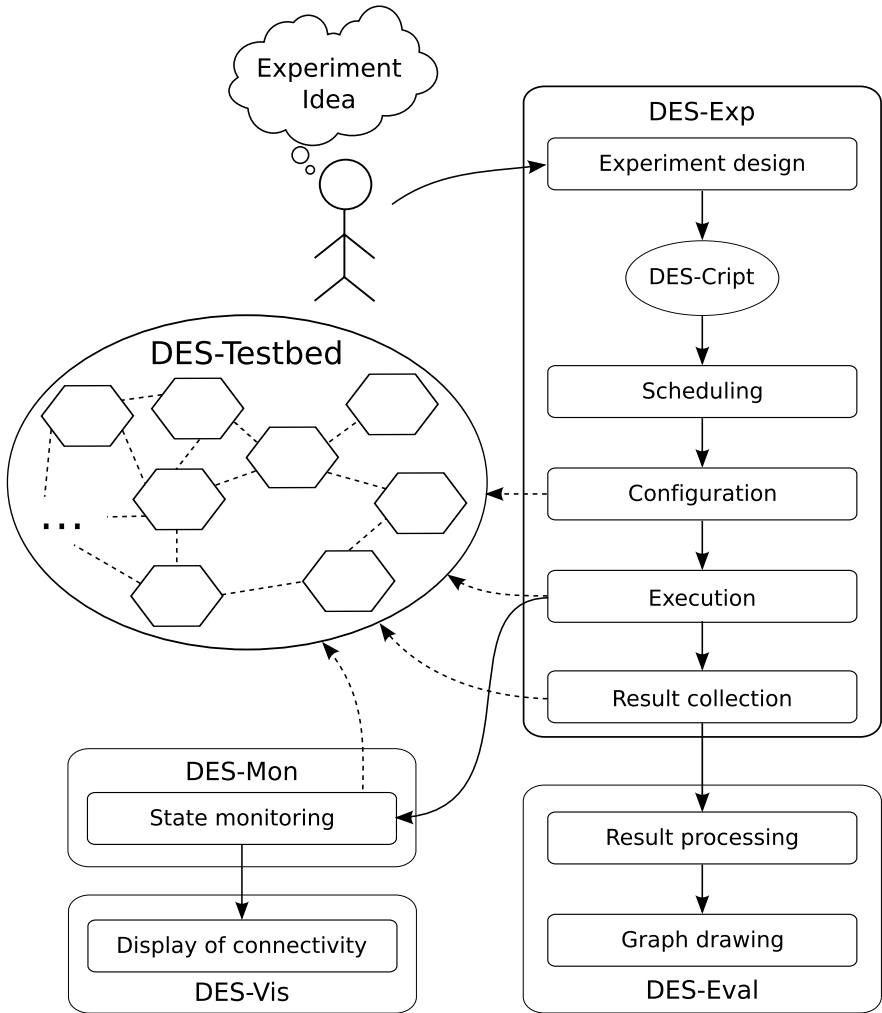 Experiment
Idea
DES-Exp
Experiment design
DES-Cript
Scheduling
Configuration
Execution
Result collection
DES-Testbed
...
DES-Mon
State monitoring
Display of connectivity
DES-Vis
Result processing
Graph drawing
DES-Eval